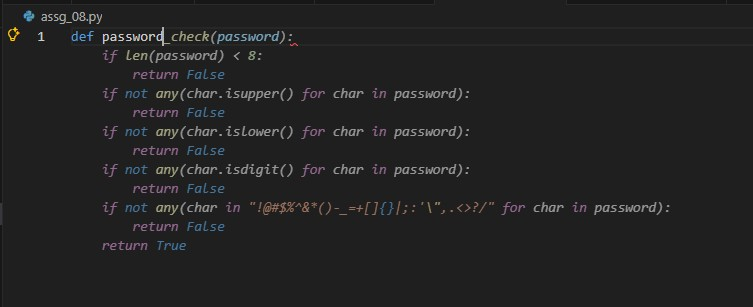 assg_08.py
1 def password_check(password):
if len(password) < 8:
return False
if not any(char.isupper() for char in password):
return False
if not any(char.islower() for char in password):
return False
if not any(char.isdigit() for char in password):
return False
if not any(char in "!@#$%^&*()-_=+[]{}|;:'\",.<>?/" for char in password):
return False
return True